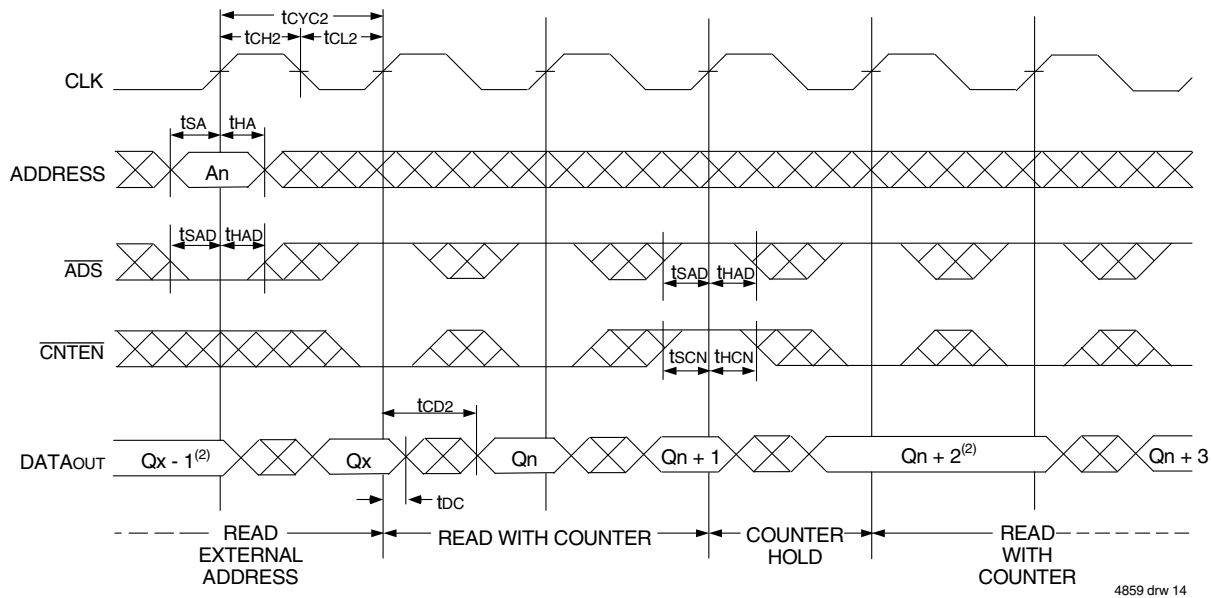 tCYC2
tCH2 tCL2
CLK
tSA tHA
ADDRESS An
tSAD tHAD
ADS
tSAD tHAD
CNTEN
tSCN tHCN
tCD2
DATAOUT Qx - 1(2) Qx Qn Qn + 1 Qn + 2(2) Qn + 3
tDC
READ EXTERNAL ADDRESS
READ WITH COUNTER
COUNTER HOLD
READ WITH COUNTER
4859 drw 14